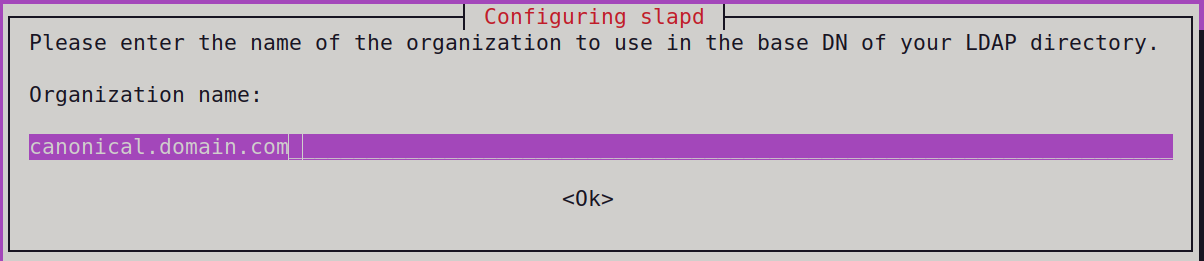 Configuring slapd
Please enter the name of the organization to use in the base DN of your LDAP directory.
Organization name:
canonical.domain.com
<Ok>